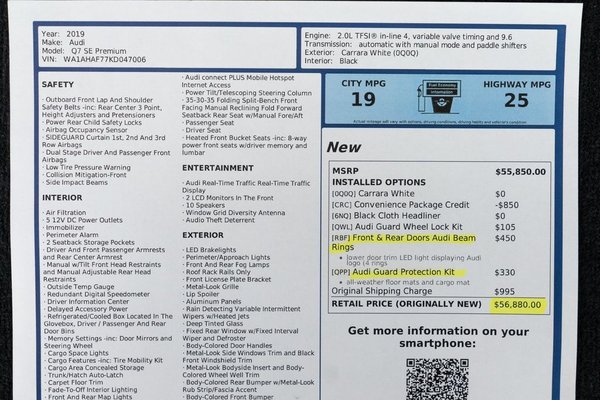 Year: 2019
Make: Audi
Model: Q7 SE Premium
VIN: WA1AHAF77KD047006
Engine: 2.0L TFSI® in-line 4, variable valve timing and 9.6
Transmission: automatic with manual mode and paddle shifters
Exterior: Carrara White (0Q0Q)
Interior: Black
SAFETY
· Outboard Front Lap And Shoulder
Safety Belts -inc: Rear Center 3 Point,
Height Adjusters and Pretensioners
· Power Rear Child Safety Locks
· Airbag Occupancy Sensor
· SIDEGUARD Curtain 1st, 2nd And 3rd
Row Airbags
· Dual Stage Driver And Passenger Front
Airbags
· Low Tire Pressure Warning
· Collision Mitigation-Front
· Side Impact Beams
INTERIOR
· Air Filtration
· 5 12V DC Power Outlets
· Immobilizer
· Perimeter Alarm
· 2 Seatback Storage Pockets
· Driver And Front Passenger Armrests
and Rear Center Armrest
· Manual w/Tilt Front Head Restraints
and Manual Adjustable Rear Head
Restraints
· Outside Temp Gauge
· Redundant Digital Speedometer
· Driver Information Center
· Delayed Accessory Power
· Refrigerated/Cooled Box Located In The
Glovebox, Driver / Passenger And Rear
Door Bins
· Memory Settings -inc: Door Mirrors and
Steering Wheel
· Cargo Space Lights
· Cargo Features -inc: Tire Mobility Kit
· Cargo Area Concealed Storage
· Trunk/Hatch Auto-Latch
· Carpet Floor Trim
· Fade-To-Off Interior Lighting
· Front And Rear Map Lights
· Audi connect PLUS Mobile Hotspot
Internet Access
· Power Tilt/Telescoping Steering Column
· 35-30-35 Folding Split-Bench Front
Facing Manual Reclining Fold Forward
Seatback Rear Seat w/Manual Fore/Aft
· Passenger Seat
· Driver Seat
· Heated Front Bucket Seats -inc: 8-way
power front seats w/driver memory and
lumbar
ENTERTAINMENT
· Audi Real-Time Traffic Real-Time Traffic
Display
· 2 LCD Monitors In The Front
· 10 Speakers
· Window Grid Diversity Antenna
· Audio Theft Deterrent
EXTERIOR
· LED Brakelights
· Perimeter/Approach Lights
· Front And Rear Fog Lamps
· Roof Rack Rails Only
· Front License Plate Bracket
· Metal-Look Grille
· Lip Spoiler
· Aluminum Panels
· Rain Detecting Variable Intermittent
Wipers w/Heated Jets
· Deep Tinted Glass
· Fixed Rear Window w/Fixed Interval
Wiper and Defroster
· Body-Colored Door Handles
· Metal-Look Side Windows Trim and Black
Front Windshield Trim
· Metal-Look Bodyside Insert and Body-
Colored Wheel Well Trim
· Body-Colored Rear Bumper w/Metal-Look
Rub Strip/Fascia Accent
· Body-Colored Front Bumper
CITY MPG
19
Fuel Economy
Information
HIGHWAY MPG
25
Actual mileage will vary with options, driving conditions, driving habits and vehicle's condition
New
MSRP $55,850.00
INSTALLED OPTIONS
[0Q0Q] Carrara White $0
[CRC] Convenience Package Credit -$850
[6NQ] Black Cloth Headliner $0
[QWL] Audi Guard Wheel Lock Kit $105
[RBF] Front & Rear Doors Audi Beam $450
Rings
• lower door trim LED light displaying Audi
logo (4 rings
[QPP] Audi Guard Protection Kit $330
• all-weather floor mats and cargo mat
Original Shipping Charge $995
RETAIL PRICE (ORIGINALLY NEW) $56,880.00
Get more information on your
smartphone: